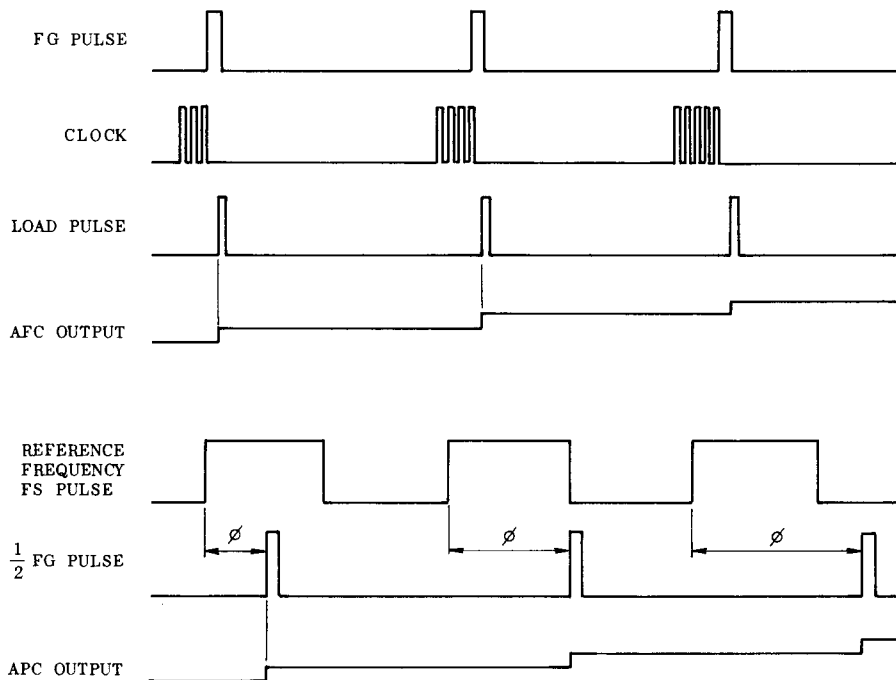 FG PULSE
CLOCK
LOAD PULSE
AFC OUTPUT
REFERENCE
FREQUENCY
FS PULSE
ø ø ø
1/2 FG PULSE
APC OUTPUT